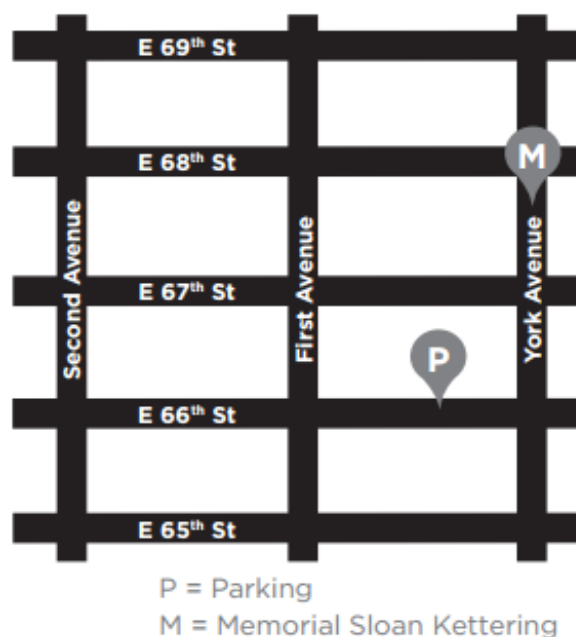 E 69th St
M
E 68th St
Second Avenue
First Avenue
York Avenue
E 67th St
P
E 66th St
E 65th St
P = Parking
M = Memorial Sloan Kettering